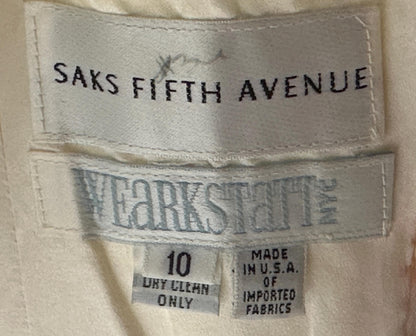 SAKS FIFTH AVENUE
WEARKSTATT NYC
10
DRY CLEAN
ONLY
MADE
IN U.S.A.
OF
IMPORTED
FABRICS